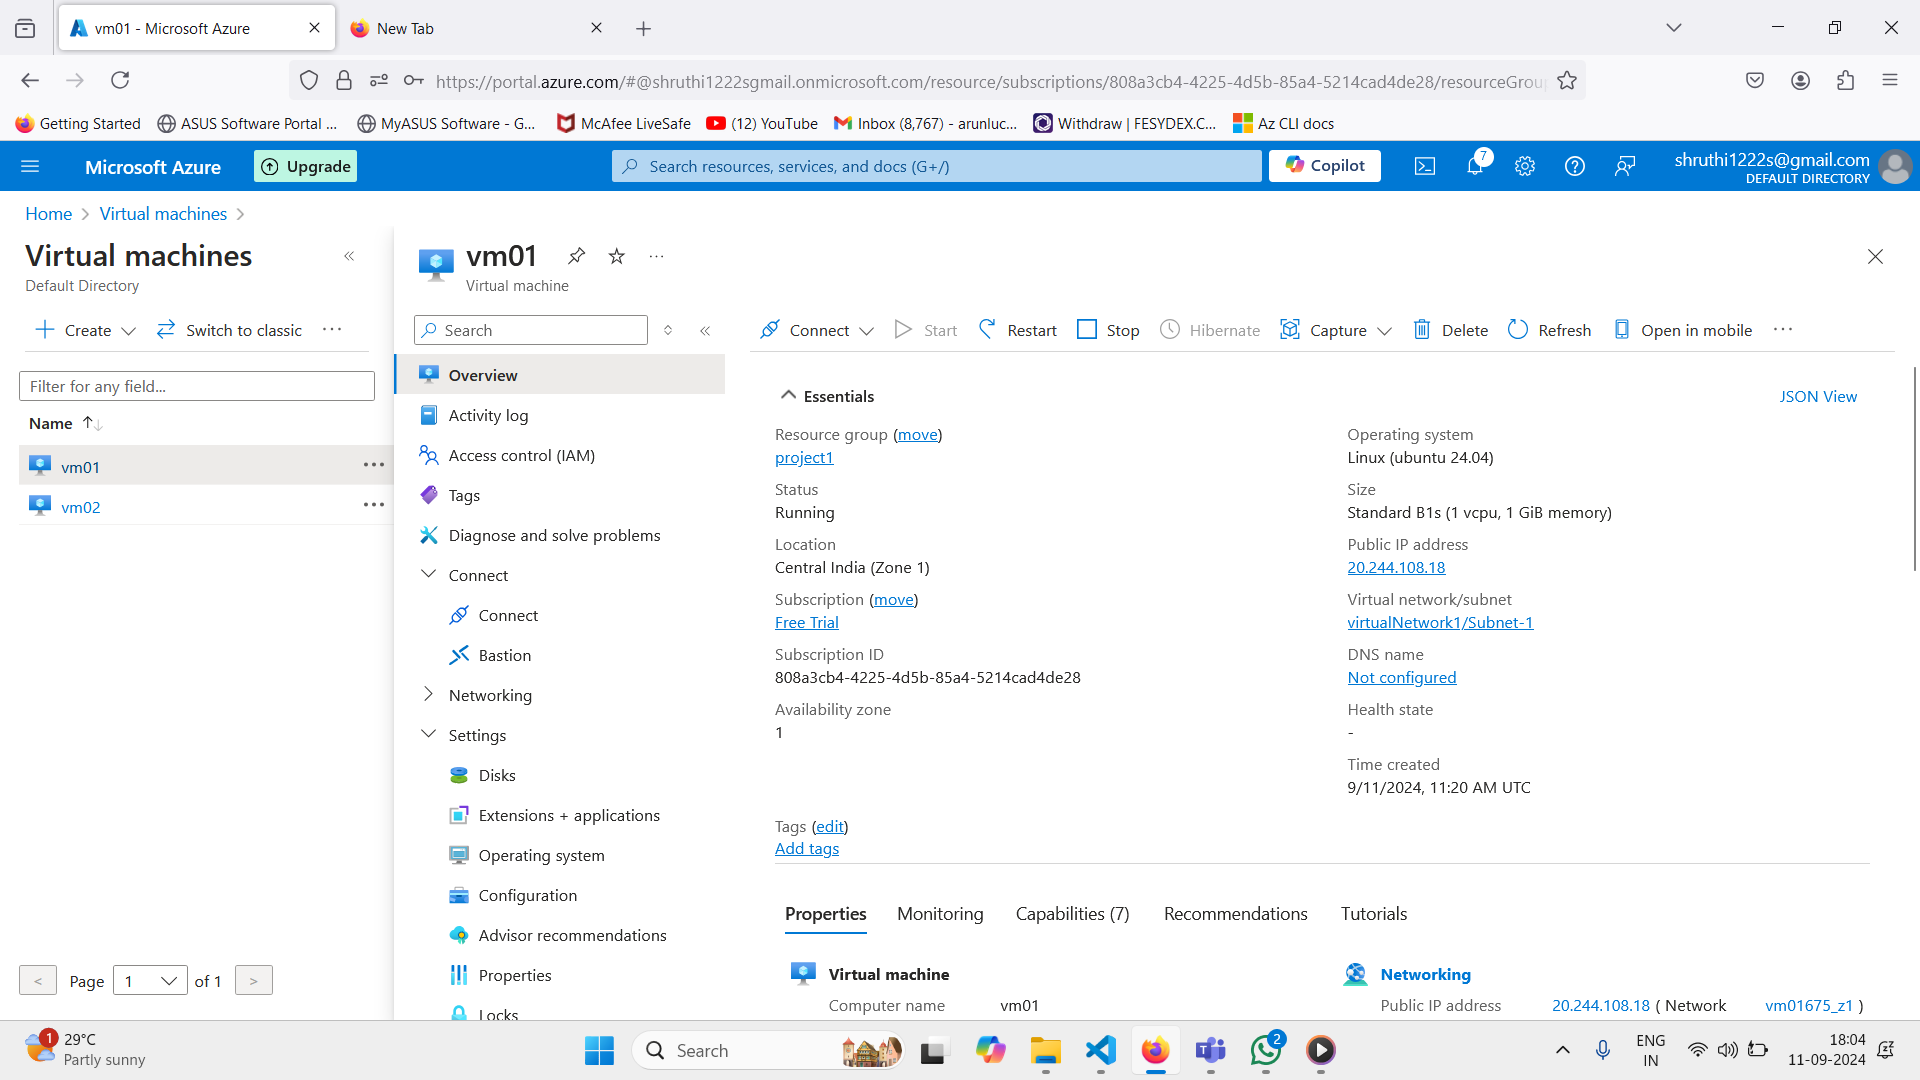 vm01 - Microsoft Azure
New Tab
https://portal.azure.com/#@shruthi1222sgmail.onmicrosoft.com/resource/subscriptions/808a3cb4-4225-4d5b-85a4-5214cad4de28/resourceGrou
Getting Started
ASUS Software Portal ...
MyASUS Software - G...
McAfee LiveSafe
(12) YouTube
Inbox (8,767) - arunluc...
Withdraw | FESYDEX.C...
Az CLI docs
Microsoft Azure
Upgrade
Search resources, services, and docs (G+/)
Copilot
7
shruthi1222s@gmail.com
DEFAULT DIRECTORY
Home
Virtual machines
Virtual machines
Default Directory
Create
Switch to classic
...
Filter for any field...
Name
vm01
...
vm02
...
< Page 1 of 1 >
vm01
...
Virtual machine
Search
Overview
Activity log
Access control (IAM)
Tags
Diagnose and solve problems
Connect
Connect
Bastion
Networking
Settings
Disks
Extensions + applications
Operating system
Configuration
Advisor recommendations
Properties
Locks
Connect
Start
Restart
Stop
Hibernate
Capture
Delete
Refresh
Open in mobile
...
Essentials
JSON View
Resource group (move)
project1
Status
Running
Location
Central India (Zone 1)
Subscription (move)
Free Trial
Subscription ID
808a3cb4-4225-4d5b-85a4-5214cad4de28
Availability zone
1
Operating system
Linux (ubuntu 24.04)
Size
Standard B1s (1 vcpu, 1 GiB memory)
Public IP address
20.244.108.18
Virtual network/subnet
virtualNetwork1/Subnet-1
DNS name
Not configured
Health state
-
Time created
9/11/2024, 11:20 AM UTC
Tags (edit)
Add tags
Properties
Monitoring
Capabilities (7)
Recommendations
Tutorials
Virtual machine
Computer name vm01
Networking
Public IP address 20.244.108.18 ( Network vm01675_z1 )
1
29°C
Partly sunny
Search
2
ENG
IN
18:04
11-09-2024